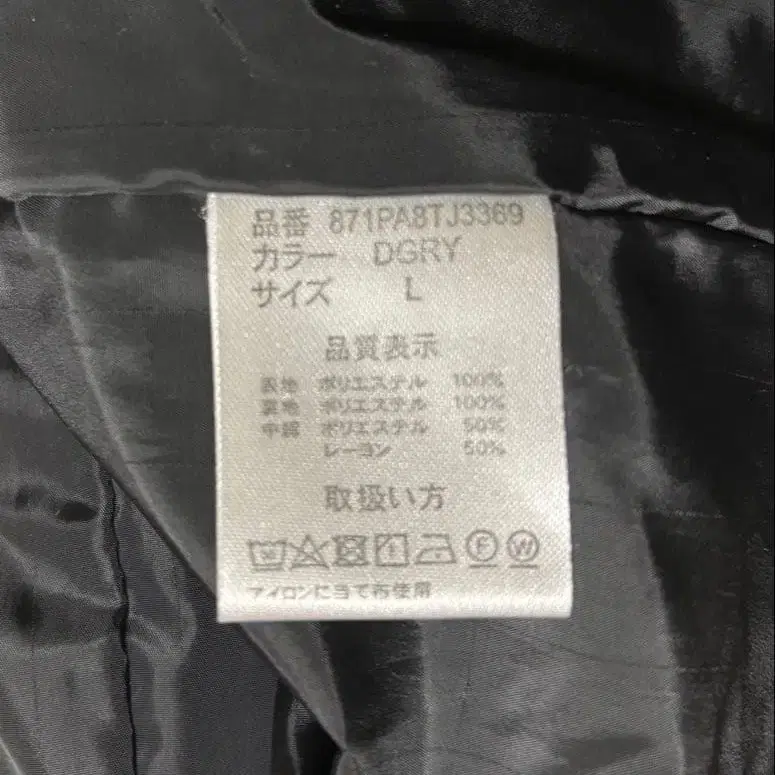 品番 871PA8TJ3369
カラー DGRY
サイズ L
品質表示
表地 ポリエステル 100%
裏地 ポリエステル 100%
中綿 ポリエステル 50%
レーヨン 50%
取扱い方
F W
アイロンに当て布使用